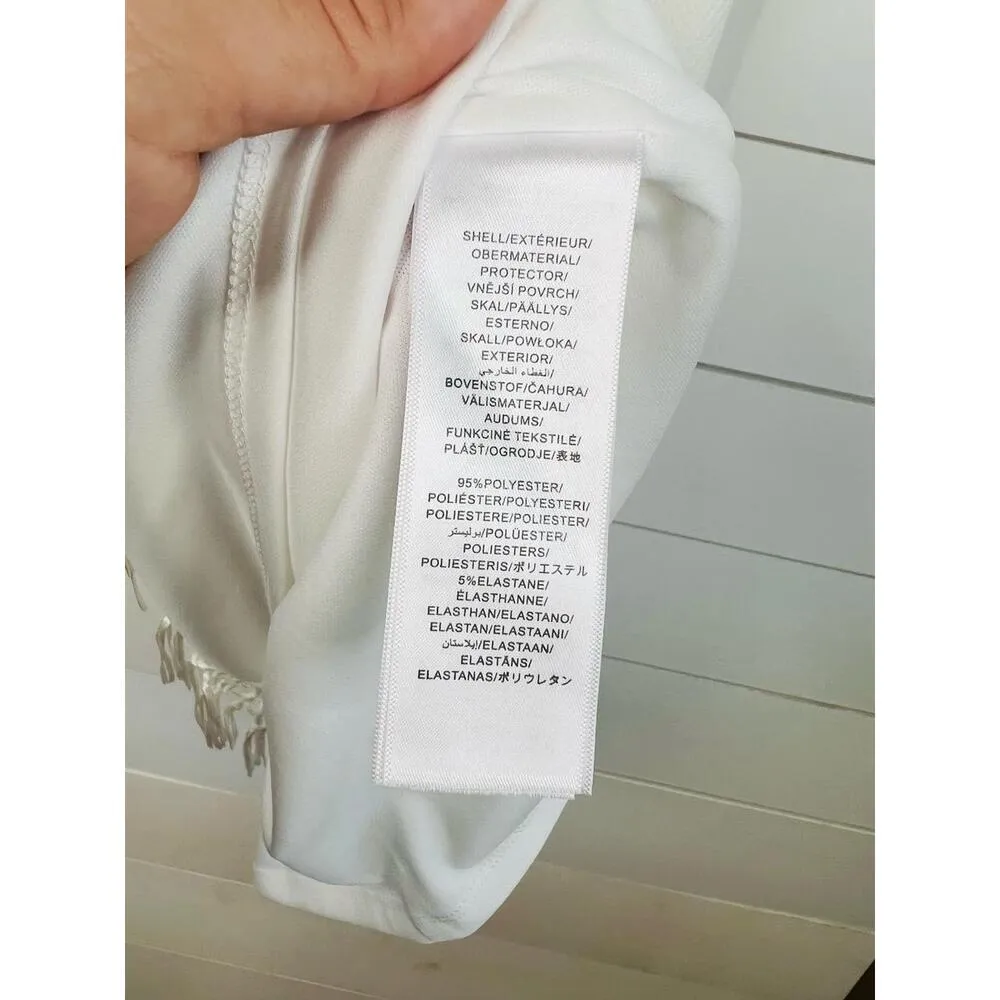 SHELL/EXTÉRIEUR/
OBERMATERIAL/
PROTECTOR/
VNĚJŠÍ POVRCH/
SKAL/PÄÄLLYS/
ESTERNO/
SKALL/POWŁOKA/
EXTERIOR/
الغطاء الخارجي/
BOVENSTOF/ČAHURA/
VÄLISMATERJAL/
AUDUMS/
FUNKCINĖ TEKSTILĖ/
PLÁŠŤ/OGRODJE/表地
95%POLYESTER/
POLIÉSTER/POLYESTERI/
POLIESTERE/POLIESTER/
بوليستر/POLÜESTER/
POLIESTERS/
POLIESTERIS/ポリエステル
5%ELASTANE/
ÉLASTHANNE/
ELASTHAN/ELASTANO/
ELASTAN/ELASTAANI/
إيلاستان/ELASTAAN/
ELASTĀNS/
ELASTANAS/ポリウレタン